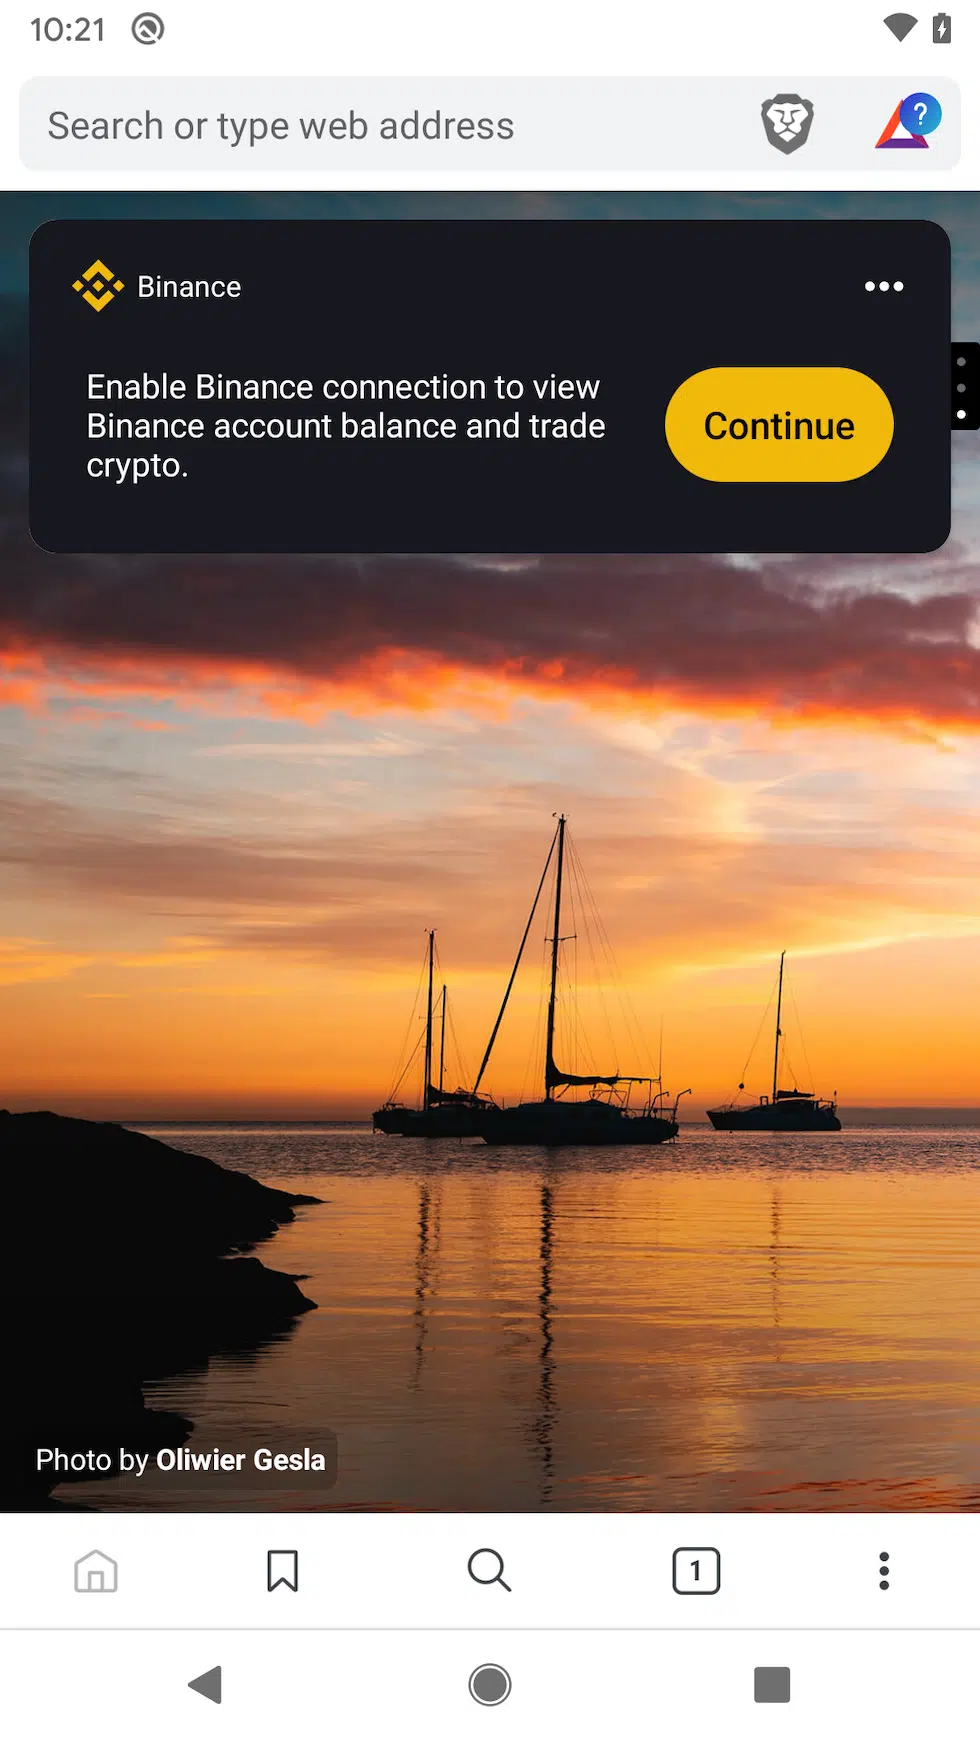 10:21
Search or type web address
?
Binance
Enable Binance connection to view
Binance account balance and trade
crypto.
Continue
Photo by Oliwier Gesla
1